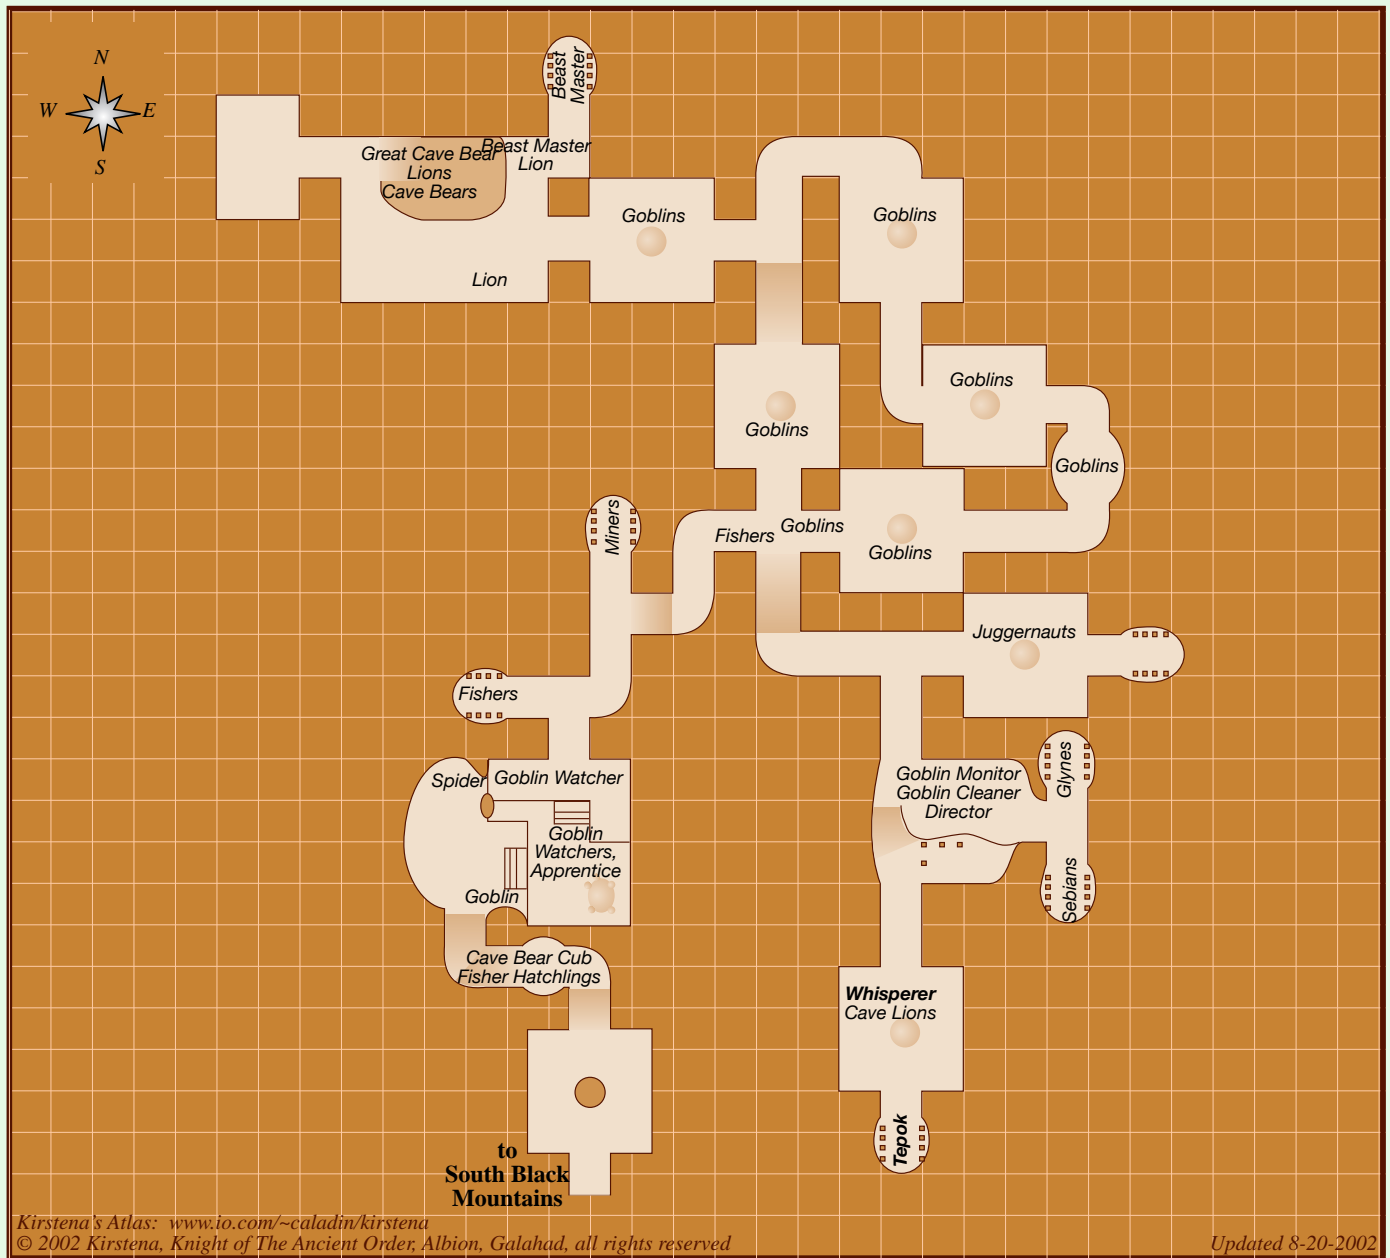 N
W
E
S
Beast
Master
Great Cave Bear
Lions
Cave Bears
Beast Master
Lion
Goblins
Goblins
Lion
Goblins
Goblins
Goblins
Miners
Fishers
Goblins
Goblins
Juggernauts
Fishers
Spider
Goblin Watcher
Goblin
Watchers,
Apprentice
Goblin
Goblin Monitor
Goblin Cleaner
Director
Glynes
Sebians
Cave Bear Cub
Fisher Hatchlings
Whisperer
Cave Lions
Tepok
to
South Black
Mountains
Kirstena's Atlas:  www.io.com/~caladin/kirstena
© 2002 Kirstena, Knight of The Ancient Order, Albion, Galahad, all rights reserved
Updated 8-20-2002